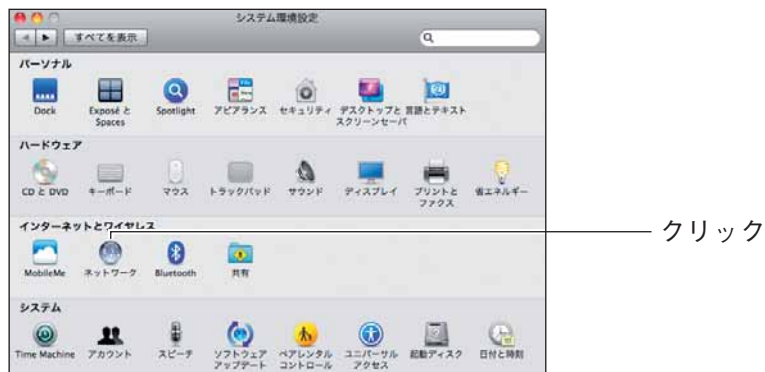 システム環境設定
すべてを表示
パーソナル
Dock
Exposé と
Spaces
Spotlight
アピアランス
セキュリティ
デスクトップと
スクリーンセーバ
言語とテキスト
ハードウェア
CD と DVD
キーボード
マウス
トラックパッド
サウンド
ディスプレイ
プリントと
ファクス
省エネルギー
インターネットとワイヤレス
クリック
MobileMe
ネットワーク
Bluetooth
共有
システム
Time Machine
アカウント
スピーチ
ソフトウェア
アップデート
ペアレンタル
コントロール
ユニバーサル
アクセス
起動ディスク
日付と時刻